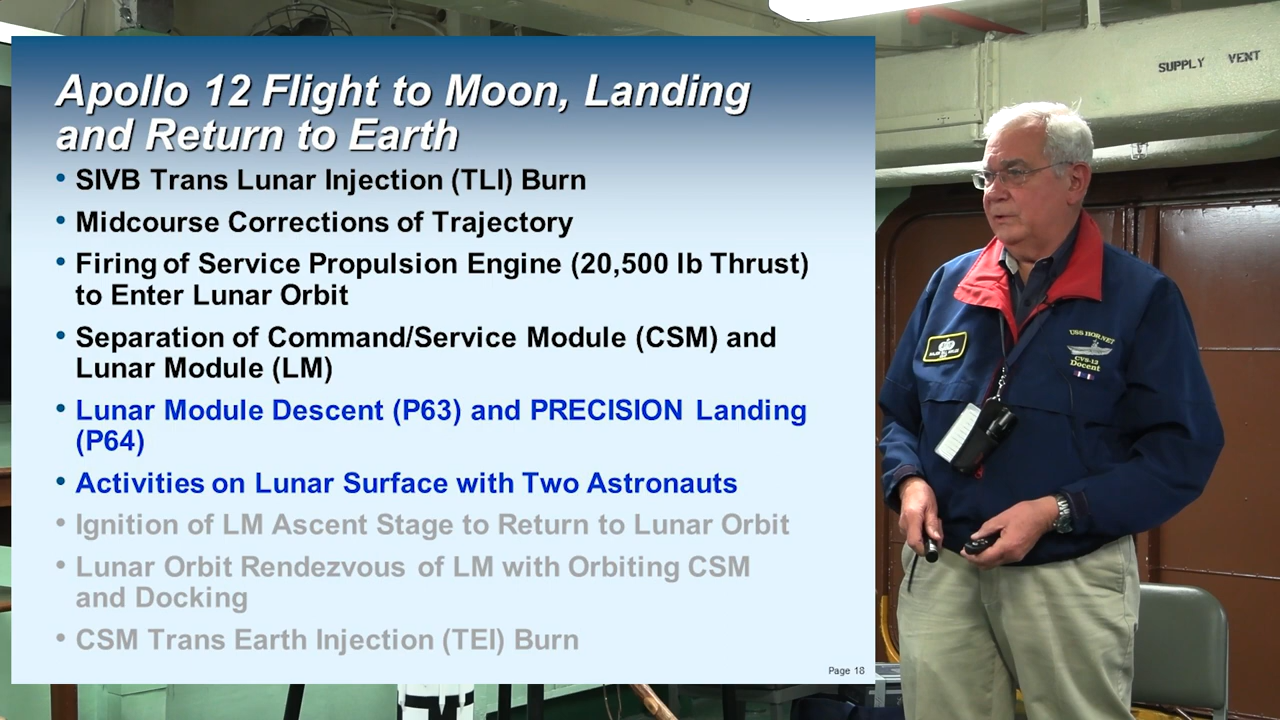 Apollo 12 Flight to Moon, Landing
and Return to Earth
• SIVB Trans Lunar Injection (TLI) Burn
• Midcourse Corrections of Trajectory
• Firing of Service Propulsion Engine (20,500 lb Thrust)
to Enter Lunar Orbit
• Separation of Command/Service Module (CSM) and
Lunar Module (LM)
• Lunar Module Descent (P63) and PRECISION Landing
(P64)
• Activities on Lunar Surface with Two Astronauts
• Ignition of LM Ascent Stage to Return to Lunar Orbit
• Lunar Orbit Rendezvous of LM with Orbiting CSM
and Docking
• CSM Trans Earth Injection (TEI) Burn
Page 18
SUPPLY VENT
USS HORNET
CVS-12
Docent